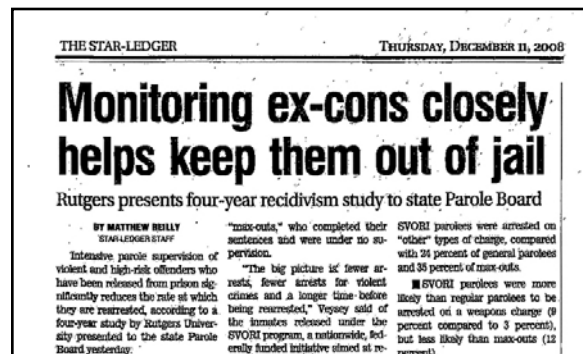 THE STAR-LEDGER
THURSDAY, DECEMBER 11, 2008
Monitoring ex-cons closely
helps keep them out of jail
Rutgers presents four-year recidivism study to state Parole Board
BY MATTHEW REILLY
STAR-LEDGER STAFF
Intensive parole supervision of
violent and high-risk offenders who
have been released from prison sig-
nificantly reduces the rate at which
they are rearrested, according to a
four-year study by Rutgers Univer-
sity presented to the state Parole
Board yesterday.
"max-outs," who completed their
sentences and were under no su-
pervision.
"The big picture is fewer ar-
rests, fewer arrests for violent
crimes and a longer time before
being rearrested," Veysey said of
the inmates released under the
SVORI program, a nationwide, fed-
erally funded initiative aimed at re-
SVORI parolees were arrested on
"other" types of charge, compared
with 34 percent of general parolees
and 35 percent of max-outs.
■ SVORI parolees were more
likely than regular parolees to be
arrested on a weapons charge (9
percent compared to 3 percent),
but less likely than max-outs (12
percent).